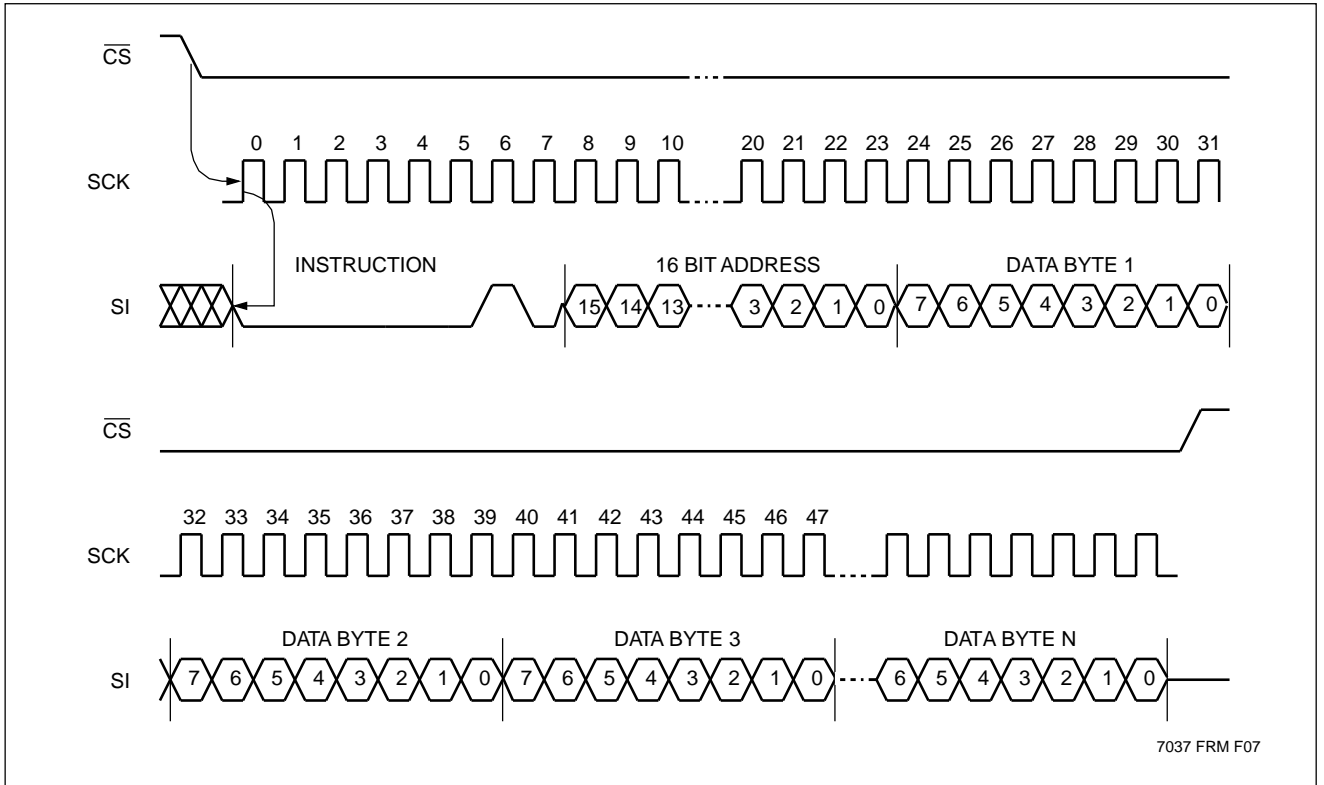 CS
0 1 2 3 4 5 6 7 8 9 10 20 21 22 23 24 25 26 27 28 29 30 31
SCK
INSTRUCTION 16 BIT ADDRESS DATA BYTE 1
SI 15 14 13 3 2 1 0 7 6 5 4 3 2 1 0
CS
32 33 34 35 36 37 38 39 40 41 42 43 44 45 46 47
SCK
DATA BYTE 2 DATA BYTE 3 DATA BYTE N
SI 7 6 5 4 3 2 1 0 7 6 5 4 3 2 1 0 6 5 4 3 2 1 0
7037 FRM F07